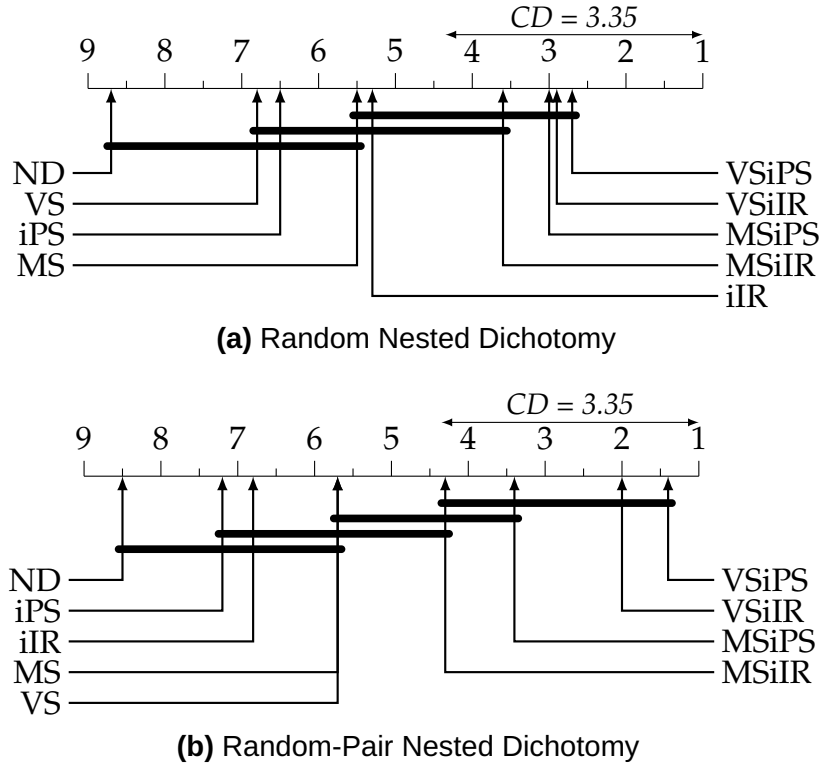 CD = 3.35
9 8 7 6 5 4 3 2 1
ND VSiPS
VS VSiIR
iPS MSiPS
MS MSiIR
iIR
(a) Random Nested Dichotomy
CD = 3.35
9 8 7 6 5 4 3 2 1
ND VSiPS
iPS VSiIR
iIR MSiPS
MS MSiIR
VS
(b) Random-Pair Nested Dichotomy